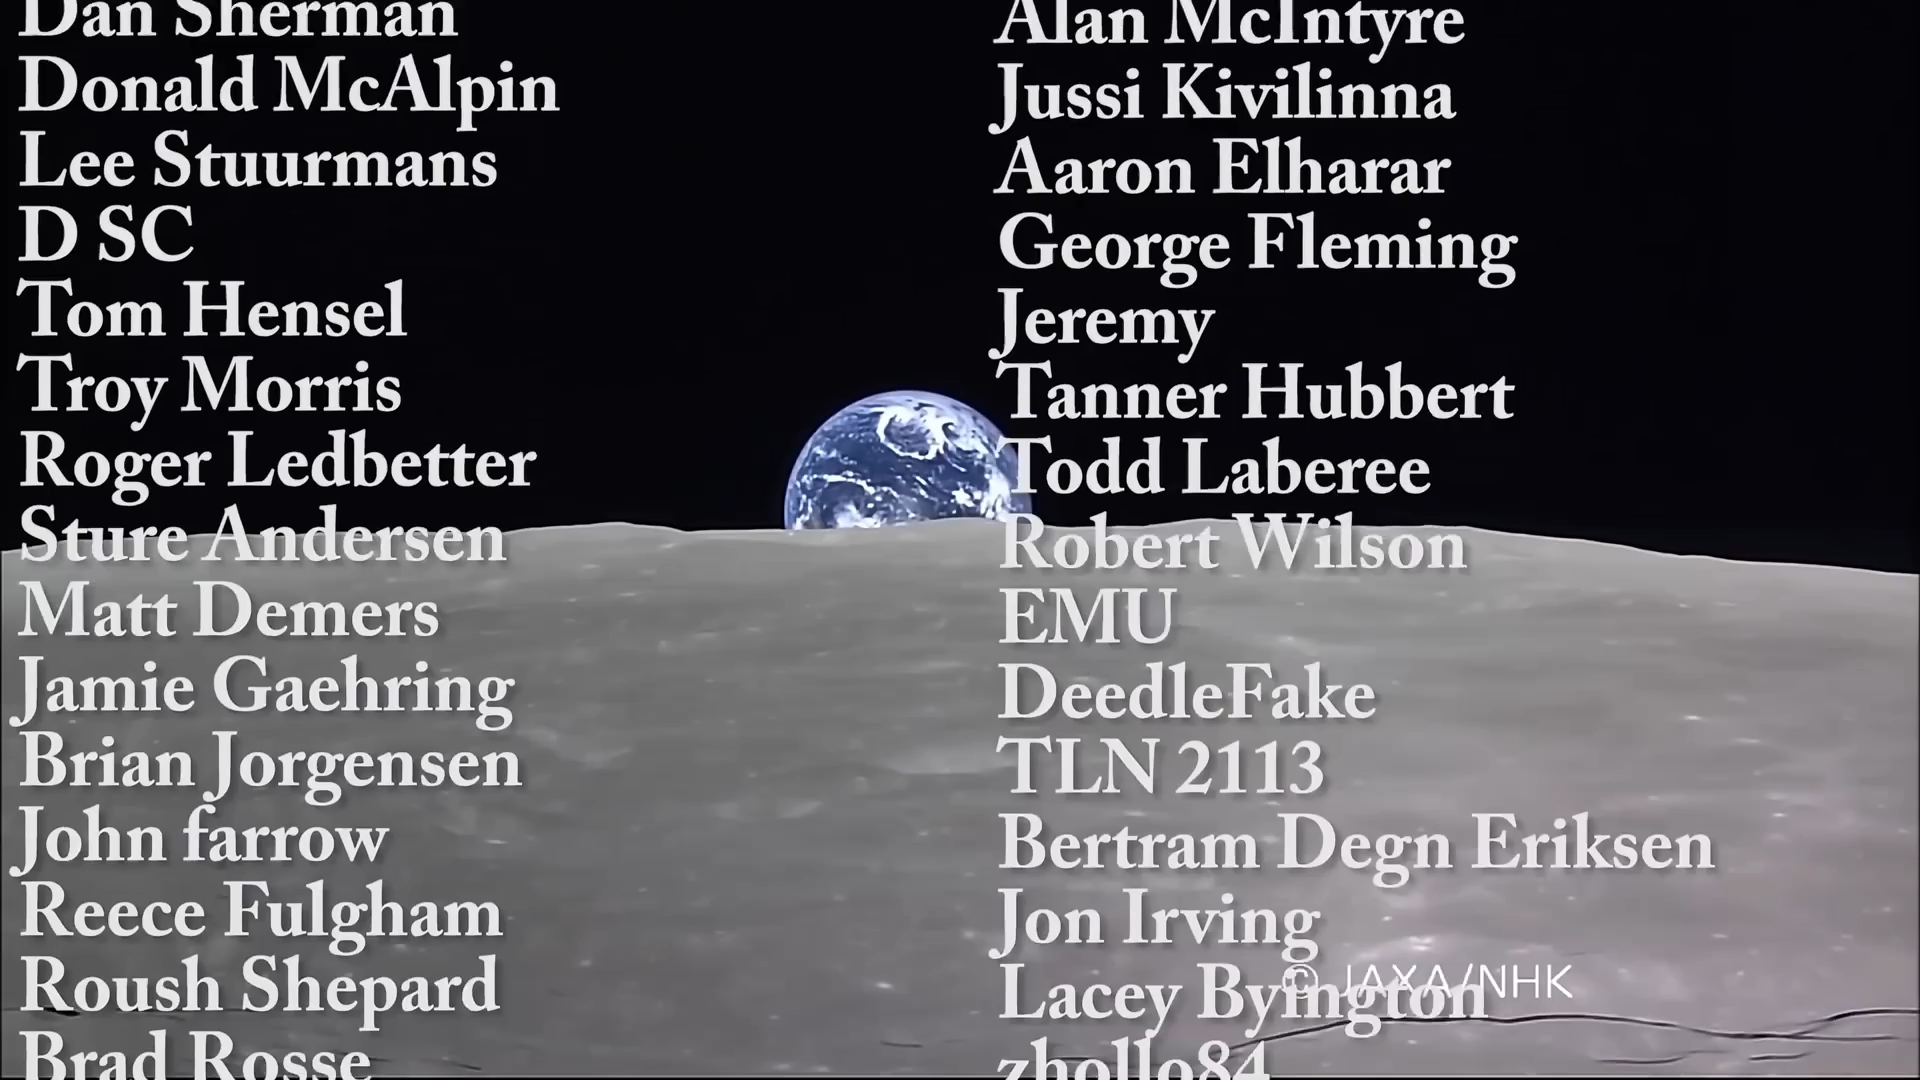 Dan Sherman
Donald McAlpin
Lee Stuurmans
D SC
Tom Hensel
Troy Morris
Roger Ledbetter
Sture Andersen
Matt Demers
Jamie Gaehring
Brian Jorgensen
John farrow
Reece Fulgham
Roush Shepard
Brad Rosse
Alan McIntyre
Jussi Kivilinna
Aaron Elharar
George Fleming
Jeremy
Tanner Hubbert
Todd Laberee
Robert Wilson
EMU
DeedleFake
TLN 2113
Bertram Degn Eriksen
Jon Irving
Lacey Byington
zhollo84
© JAXA/NHK